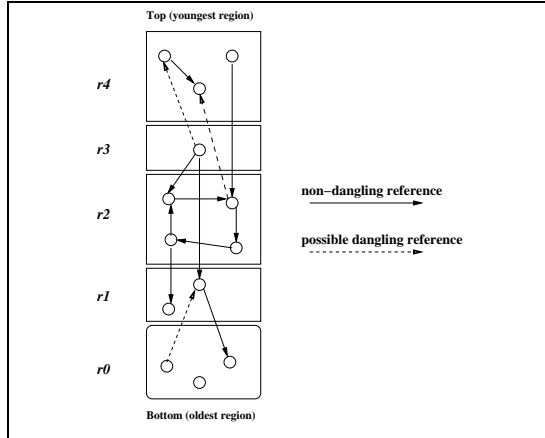 Top (youngest region)
r4
r3
r2
non-dangling reference
possible dangling reference
r1
r0
Bottom (oldest region)